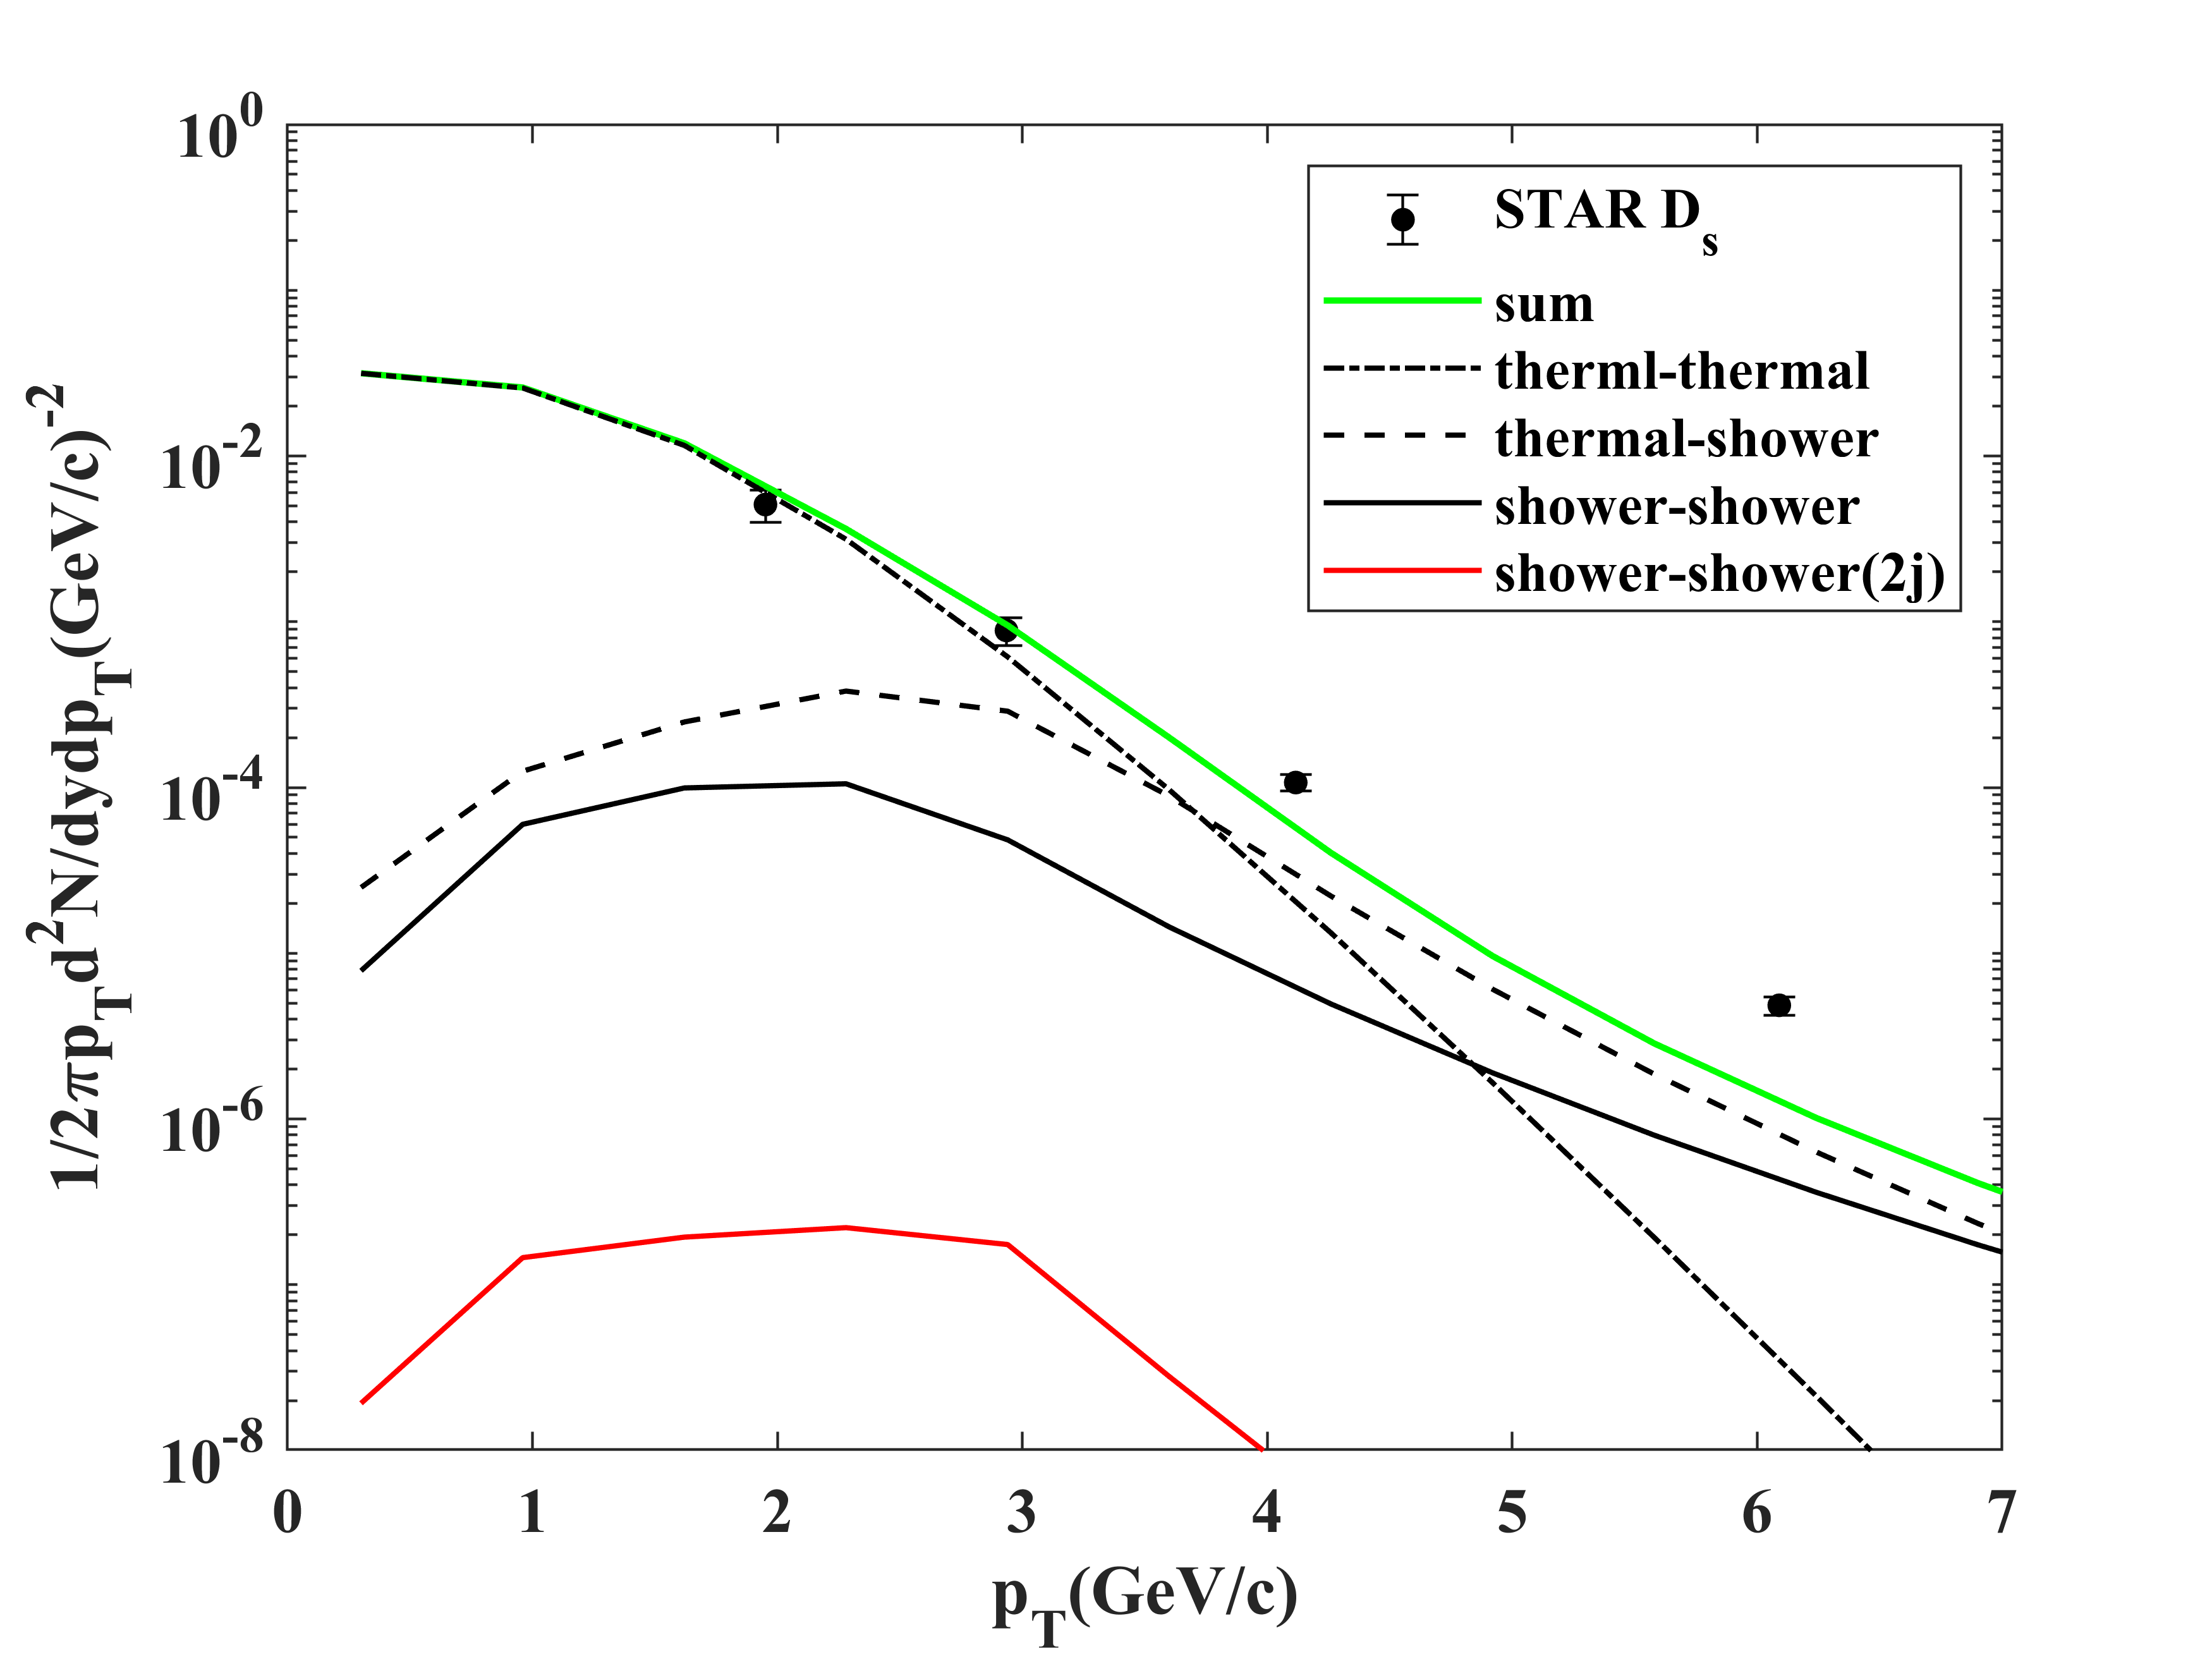 10^0
10^-2
10^-4
10^-6
10^-8
1/2πp_T d^2N/dydp_T(GeV/c)^-2
STAR D_s
sum
therml-thermal
thermal-shower
shower-shower
shower-shower(2j)
0 1 2 3 4 5 6 7
p_T(GeV/c)